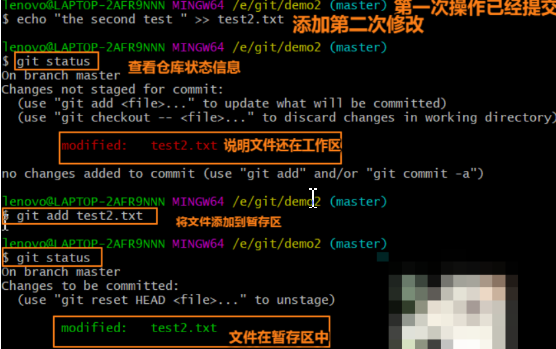 lenovo@LAPTOP-2AFR9NNN MINGW64 /e/git/demo2 (master) 第一次操作已经提交
$ echo "the second test " >> test2.txt 添加第二次修改
lenovo@LAPTOP-2AFR9NNN MINGW64 /e/git/demo2 (master)
$ git status 查看仓库状态信息
On branch master
Changes not staged for commit:
(use "git add <file>..." to update what will be committed)
(use "git checkout -- <file>..." to discard changes in working directory)
modified: test2.txt 说明文件还在工作区
no changes added to commit (use "git add" and/or "git commit -a")
lenovo@LAPTOP-2AFR9NNN MINGW64 /e/git/demo2 (master)
$ git add test2.txt 将文件添加到暂存区
lenovo@LAPTOP-2AFR9NNN MINGW64 /e/git/demo2 (master)
$ git status
On branch master
Changes to be committed:
(use "git reset HEAD <file>..." to unstage)
modified: test2.txt 文件在暂存区中